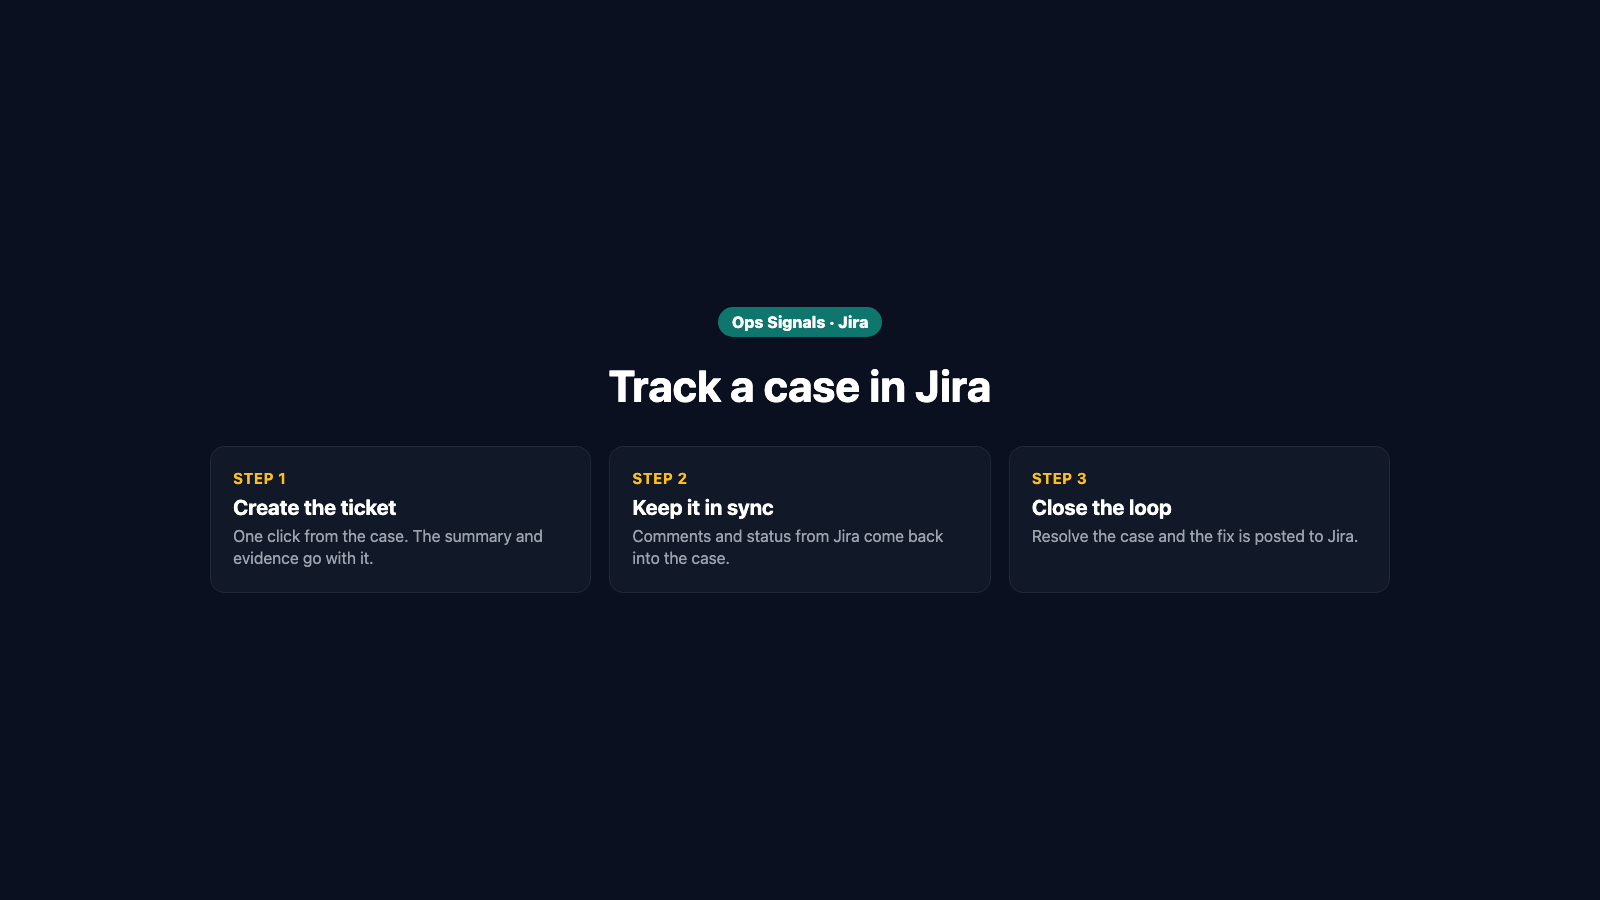 Ops Signals · Jira
Track a case in Jira
STEP 1
Create the ticket
One click from the case. The summary and
evidence go with it.
STEP 2
Keep it in sync
Comments and status from Jira come back
into the case.
STEP 3
Close the loop
Resolve the case and the fix is posted to Jira.